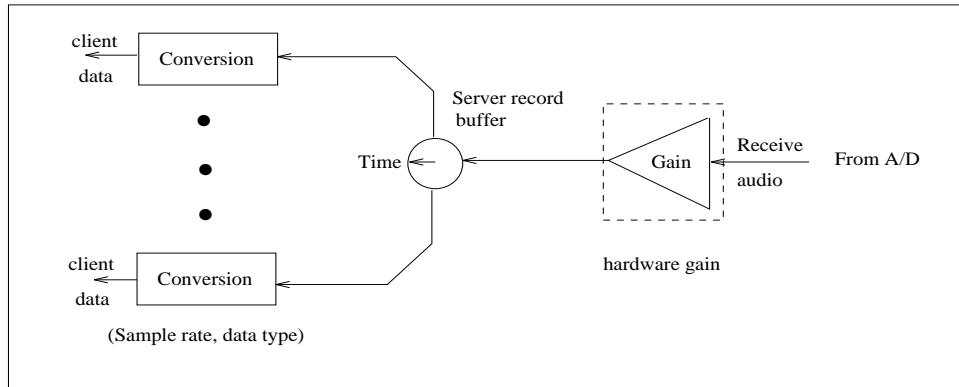 client
data
Conversion
Server record
buffer
Time
Gain
Receive
audio
From A/D
hardware gain
client
data
Conversion
(Sample rate, data type)